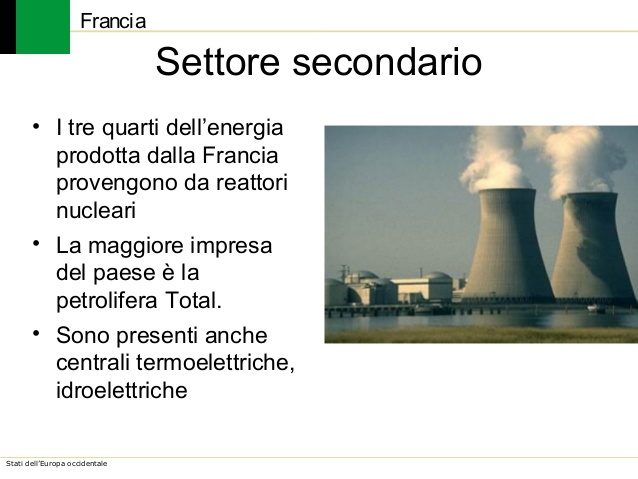 Francia
Settore secondario
• I tre quarti dell’energia
prodotta dalla Francia
provengono da reattori
nucleari
• La maggiore impresa
del paese è la
petrolifera Total.
• Sono presenti anche
centrali termoelettriche,
idroelettriche
Stati dell’Europa occidentale